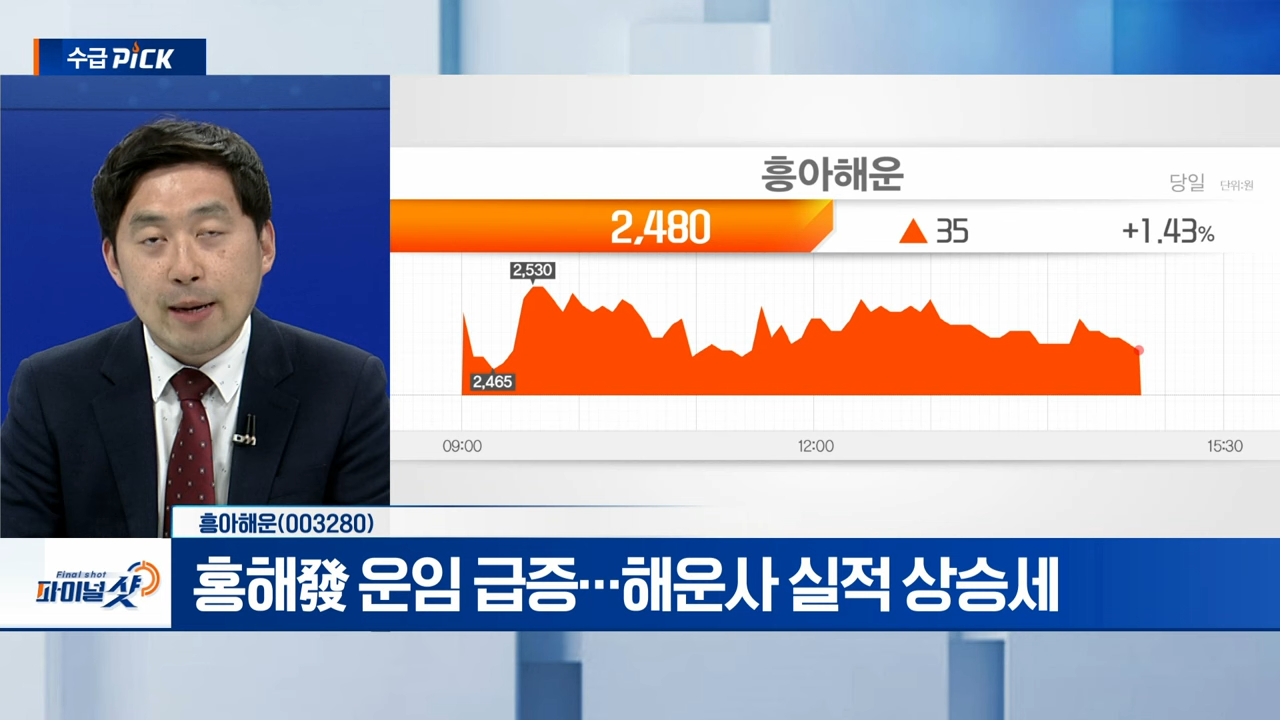 수급 PiCK
흥아해운
당일 단위:원
2,480 ▲ 35 +1.43%
2,530
2,465
09:00 12:00 15:30
흥아해운(003280)
Final shot
파이널샷
홍해發 운임 급증…해운사 실적 상승세